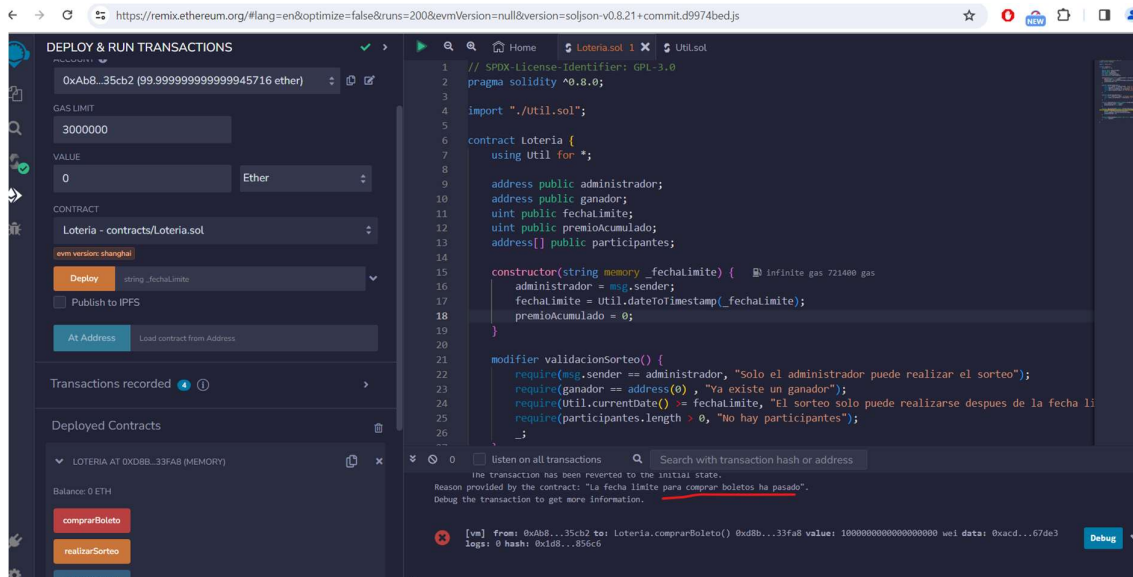 https://remix.ethereum.org/#lang=en&optimize=false&runs=200&evmVersion=null&version=soljson-v0.8.21+commit.d9974bed.js
NEW
DEPLOY & RUN TRANSACTIONS
0xAb8...35cb2 (99.999999999999945716 ether)
GAS LIMIT
3000000
VALUE
0
Ether
CONTRACT
Loteria - contracts/Loteria.sol
evm version: shanghai
Deploy
string _fechaLimite
Publish to IPFS
At Address
Load contract from Address
Transactions recorded 4 i
Deployed Contracts
LOTERIA AT 0XD8B...33FA8 (MEMORY)
Balance: 0 ETH
comprarBoleto
realizarSorteo
Home
Loteria.sol 1
Util.sol
1 // SPDX-License-Identifier: GPL-3.0
2 pragma solidity ^0.8.0;
3
4 import "./Util.sol";
5
6 contract Loteria {
7 using Util for *;
8
9 address public administrador;
10 address public ganador;
11 uint public fechaLimite;
12 uint public premioAcumulado;
13 address[] public participantes;
14
15 constructor(string memory _fechaLimite) { infinite gas 721400 gas
16 administrador = msg.sender;
17 fechaLimite = Util.dateToTimestamp(_fechaLimite);
18 premioAcumulado = 0;
19 }
20
21 modifier validacionSorteo() {
22 require(msg.sender == administrador, "Solo el administrador puede realizar el sorteo");
23 require(ganador == address(0) , "Ya existe un ganador");
24 require(Util.currentDate() >= fechaLimite, "El sorteo solo puede realizarse despues de la fecha li
25 require(participantes.length > 0, "No hay participantes");
26 _;
0
listen on all transactions
Search with transaction hash or address
The transaction has been reverted to the initial state.
Reason provided by the contract: "La fecha limite para comprar boletos ha pasado".
Debug the transaction to get more information.
[vm] from: 0xAb8...35cb2 to: Loteria.comprarBoleto() 0xd8b...33fa8 value: 1000000000000000000 wei data: 0xacd...67de3
logs: 0 hash: 0x1d8...856c6
Debug